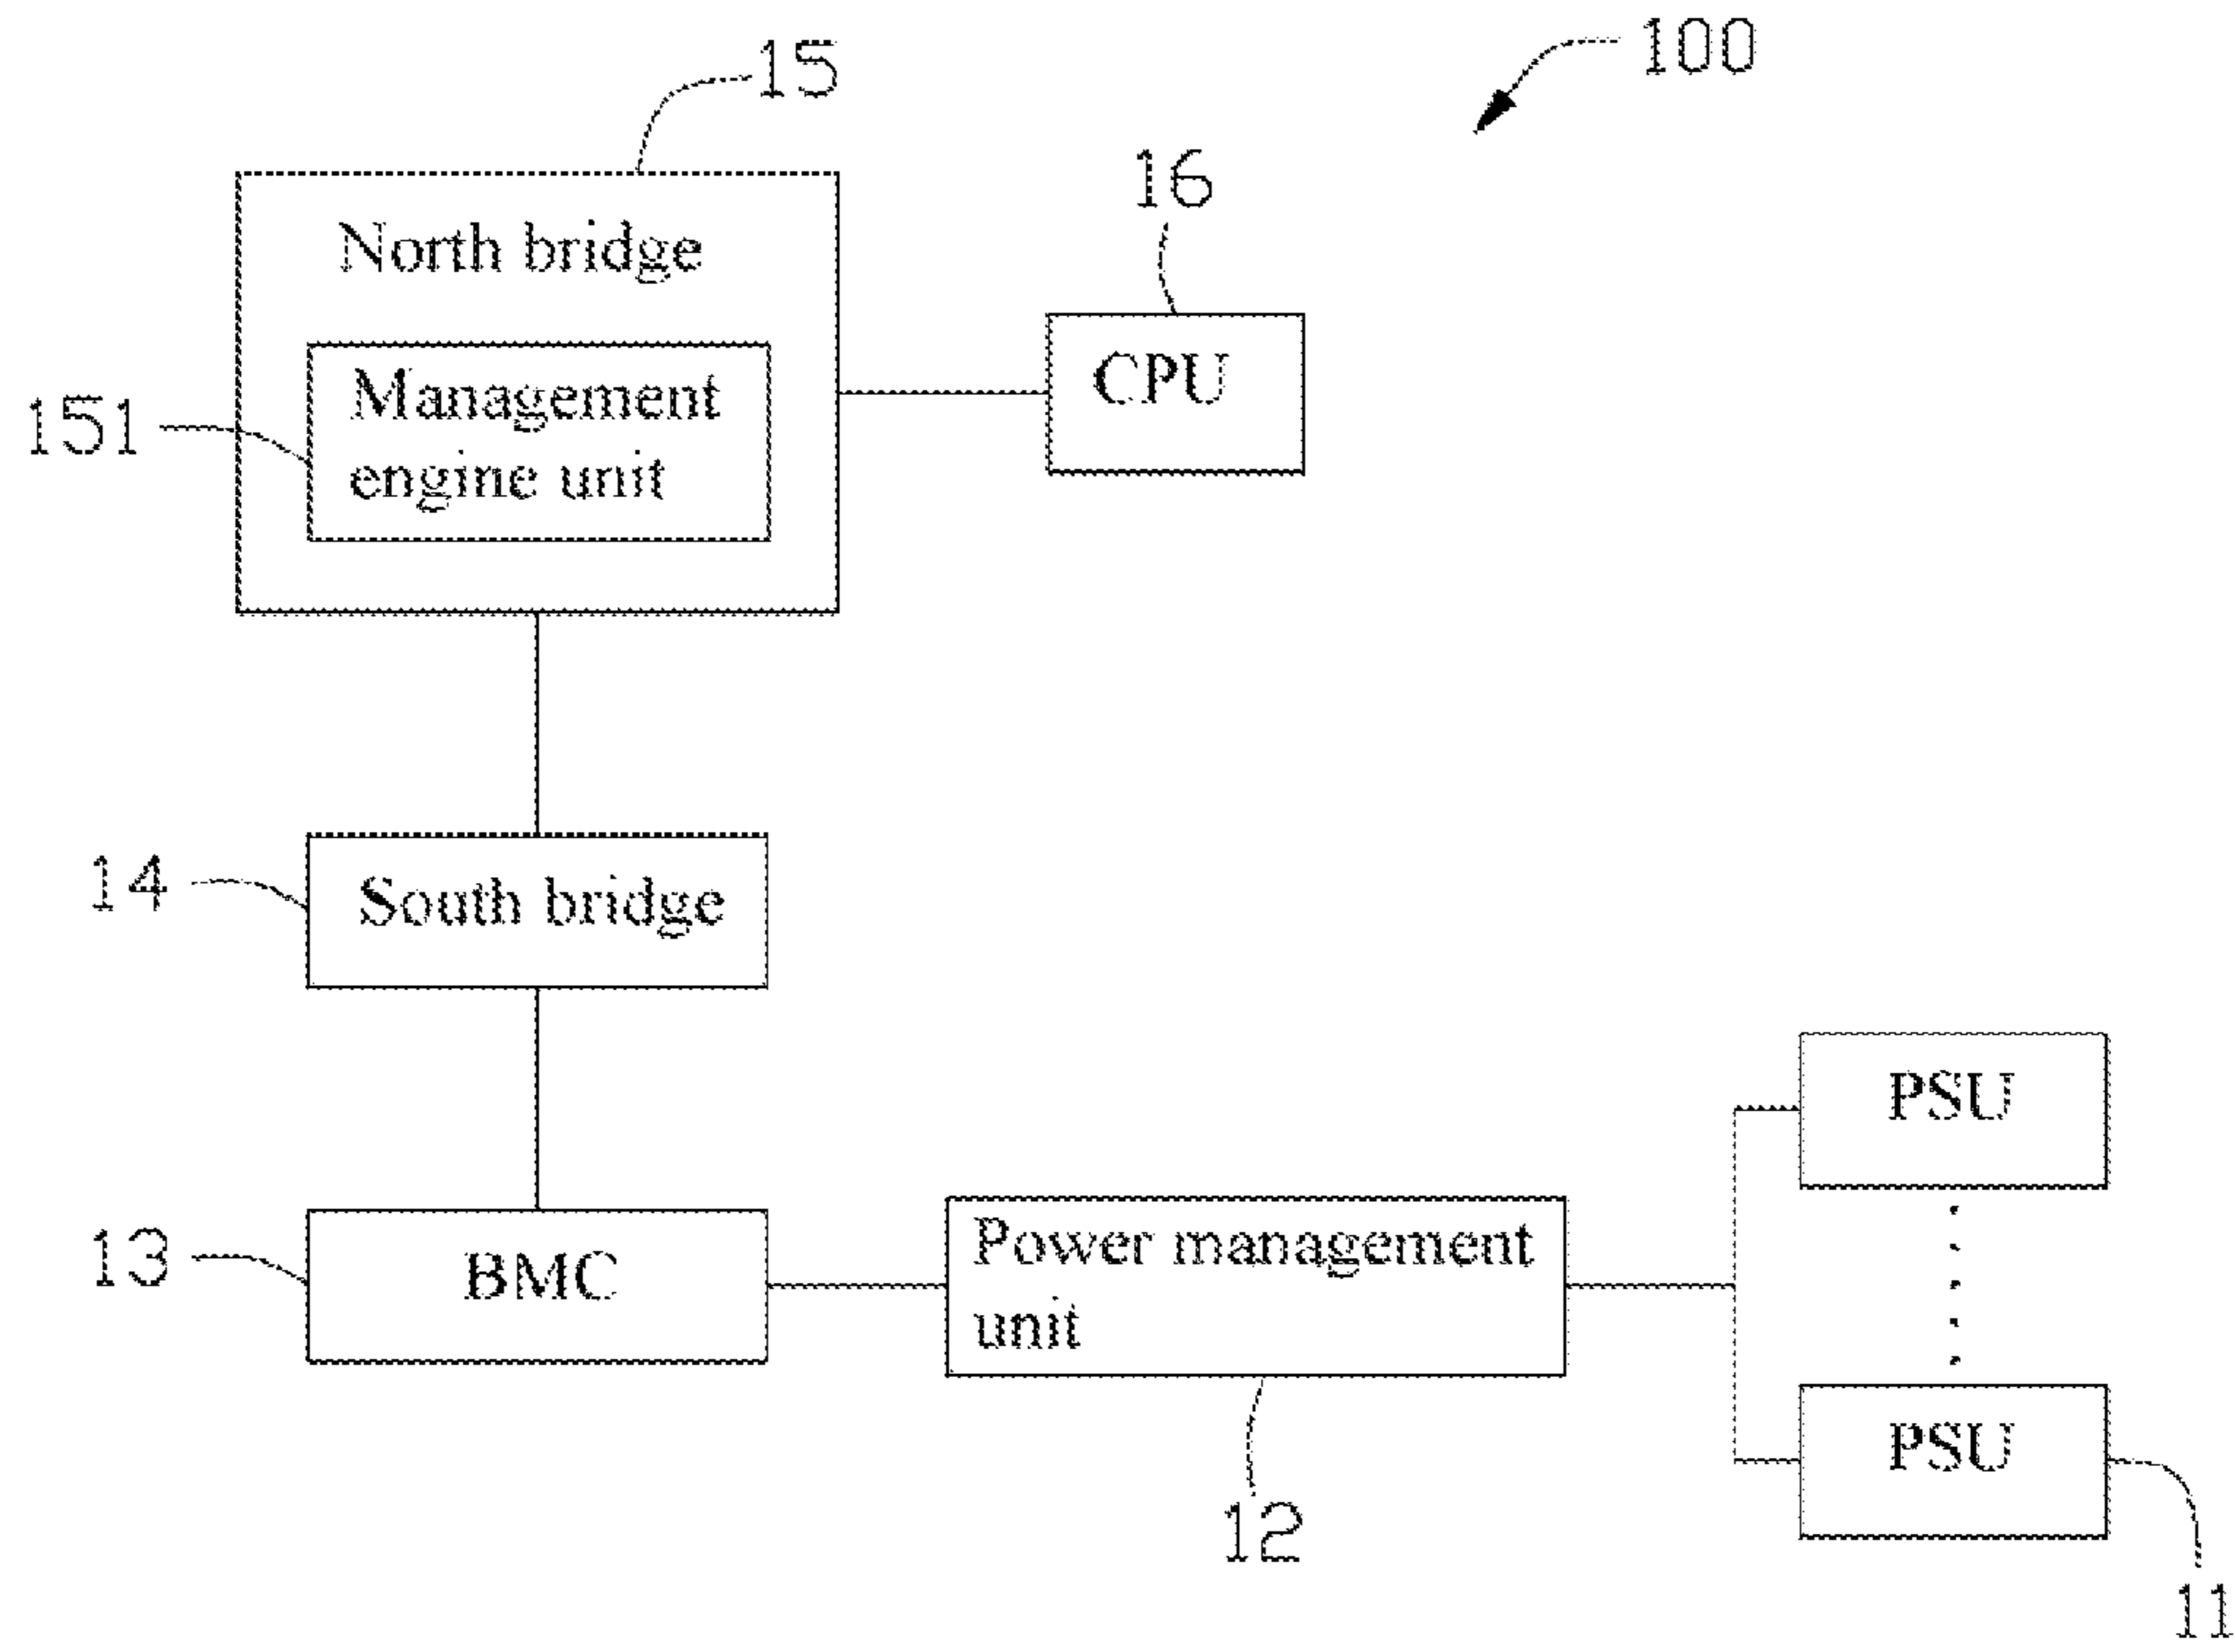 100
15
16
North bridge
CPU
Management
engine unit
151
14
South bridge
PSU
13
BMC
Power management
unit
PSU
12
11